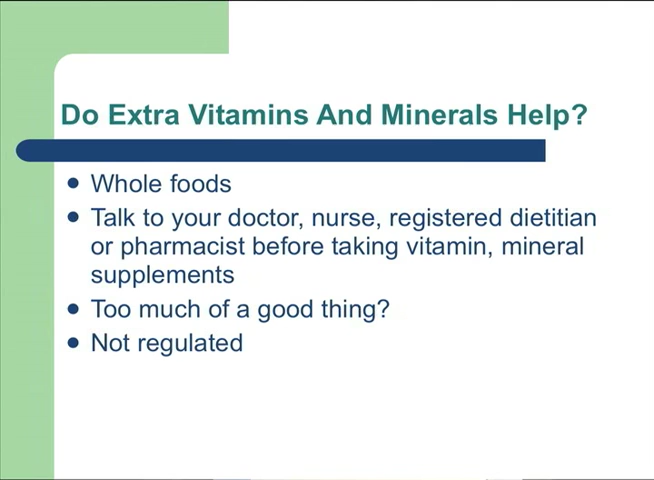 Do Extra Vitamins And Minerals Help?
● Whole foods
● Talk to your doctor, nurse, registered dietitian
or pharmacist before taking vitamin, mineral
supplements
● Too much of a good thing?
● Not regulated